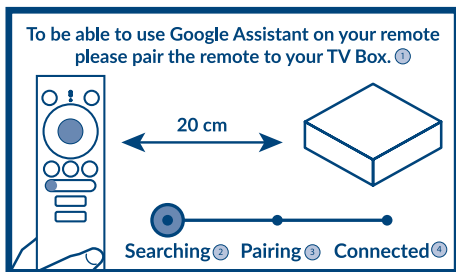 To be able to use Google Assistant on your remote
please pair the remote to your TV Box. 1
20 cm
Searching 2 Pairing 3 Connected 4